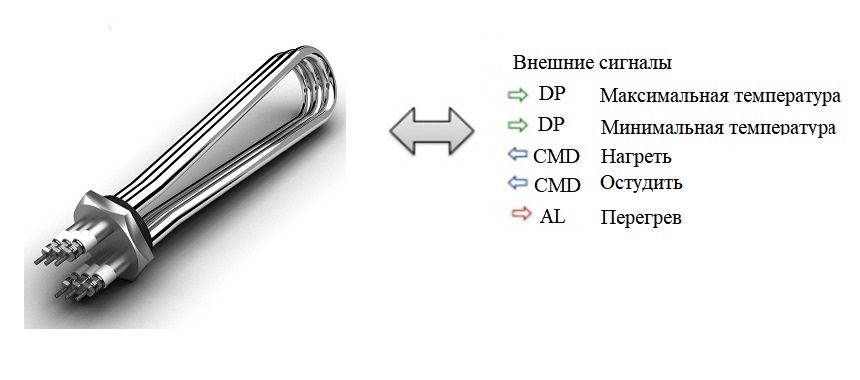 Внешние сигналы
DP Максимальная температура
DP Минимальная температура
CMD Нагреть
CMD Остудить
AL Перегрев